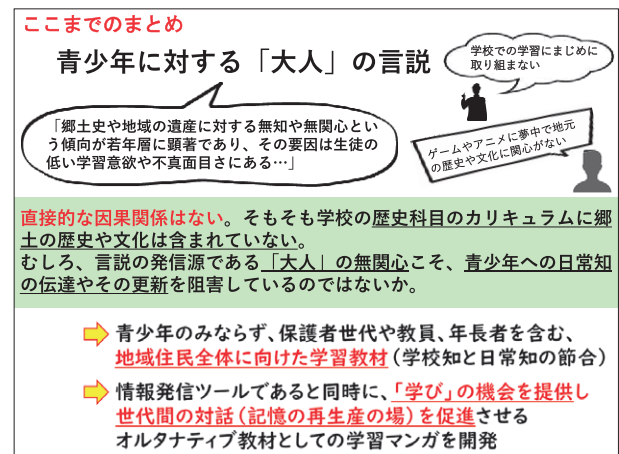 ここまでのまとめ
青少年に対する「大人」の言説
学校での学習にまじめに
取り組まない
「郷土史や地域の遺産に対する無知や無関心とい
う傾向が若年層に顕著であり、その要因は生徒の
低い学習意欲や不真面目さにある…」
ゲームやアニメに夢中で地元
の歴史や文化に関心がない
直接的な因果関係はない。そもそも学校の歴史科目のカリキュラムに郷
土の歴史や文化は含まれていない。
むしろ、言説の発信源である「大人」の無関心こそ、青少年への日常知
の伝達やその更新を阻害しているのではないか。
青少年のみならず、保護者世代や教員、年長者を含む、
地域住民全体に向けた学習教材（学校知と日常知の節合）
情報発信ツールであると同時に、「学び」の機会を提供し
世代間の対話（記憶の再生産の場）を促進させる
オルタナティブ教材としての学習マンガを開発